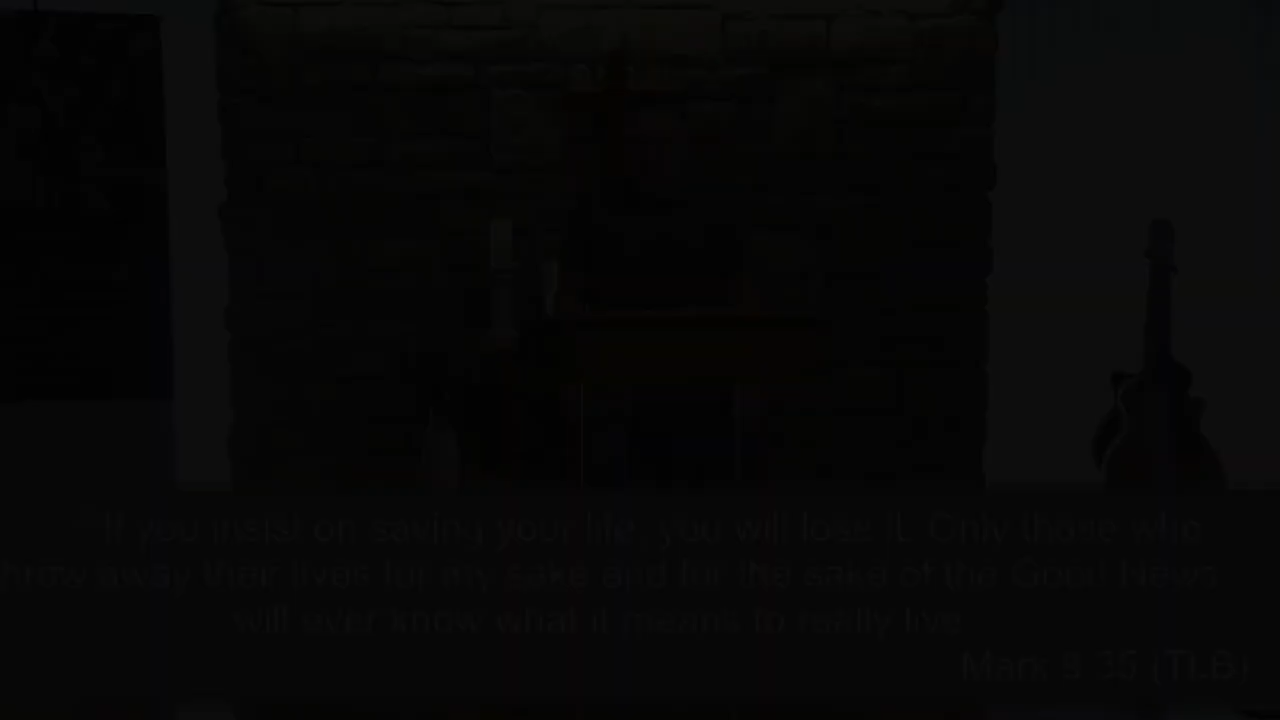 If you insist on saving your life, you will lose it. Only those who
throw away their lives for my sake and for the sake of the Good News
will ever know what it means to really live.
Mark 8:35 (TLB)